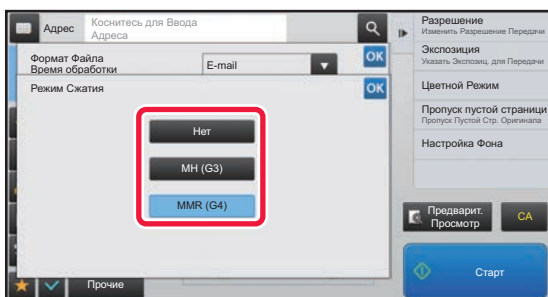 Адрес
Коснитесь для Ввода
Адреса
Формат Файла
Время обработки
E-mail
OK
Режим Сжатия
OK
Нет
MH (G3)
MMR (G4)
Прочие
Разрешение
Изменить Разрешение Передачи
Экспозиция
Указать Экспозиц. для Передачи
Цветной Режим
Пропуск пустой страници
Пропуск Пустой Стр. Оригинала
Настройка Фона
Предварит.
Просмотр
CA
Старт